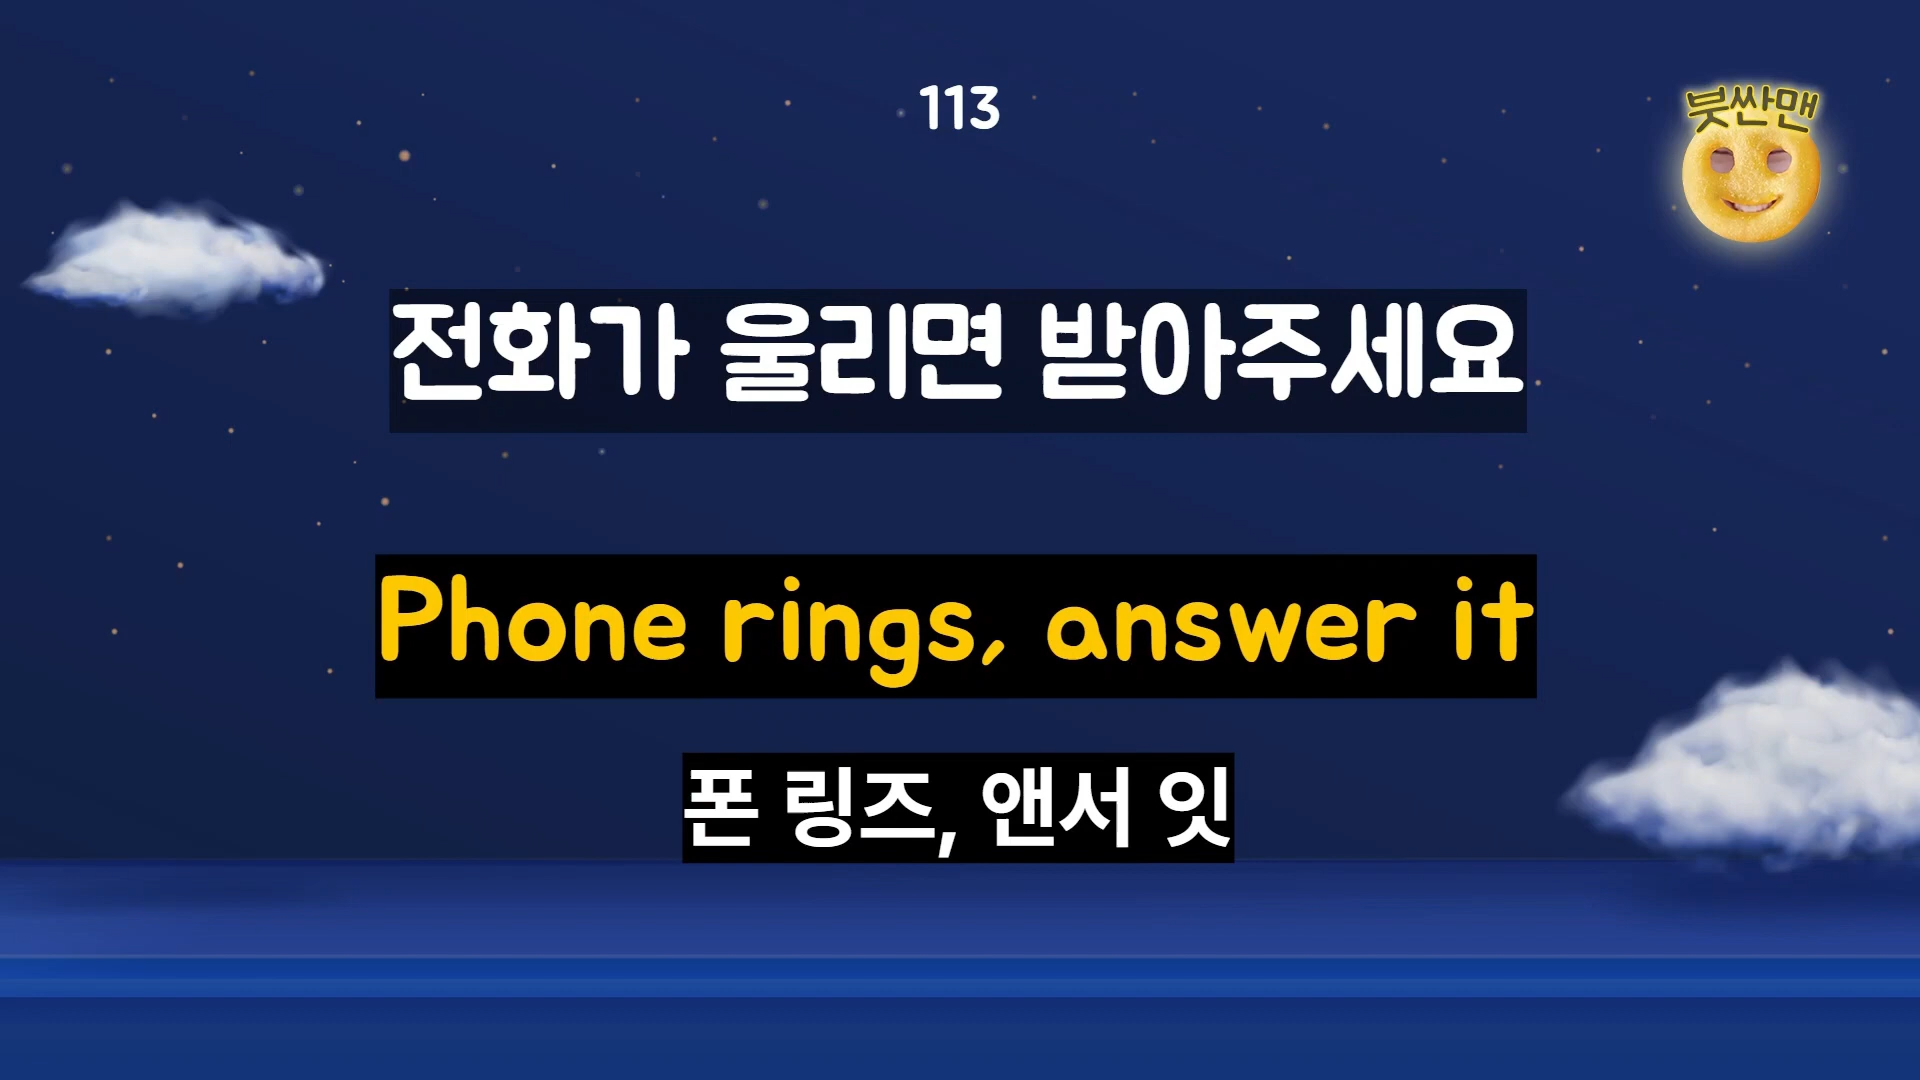 113
붓싼맨
전화가 울리면 받아주세요
Phone rings, answer it
폰 링즈, 앤서 잇